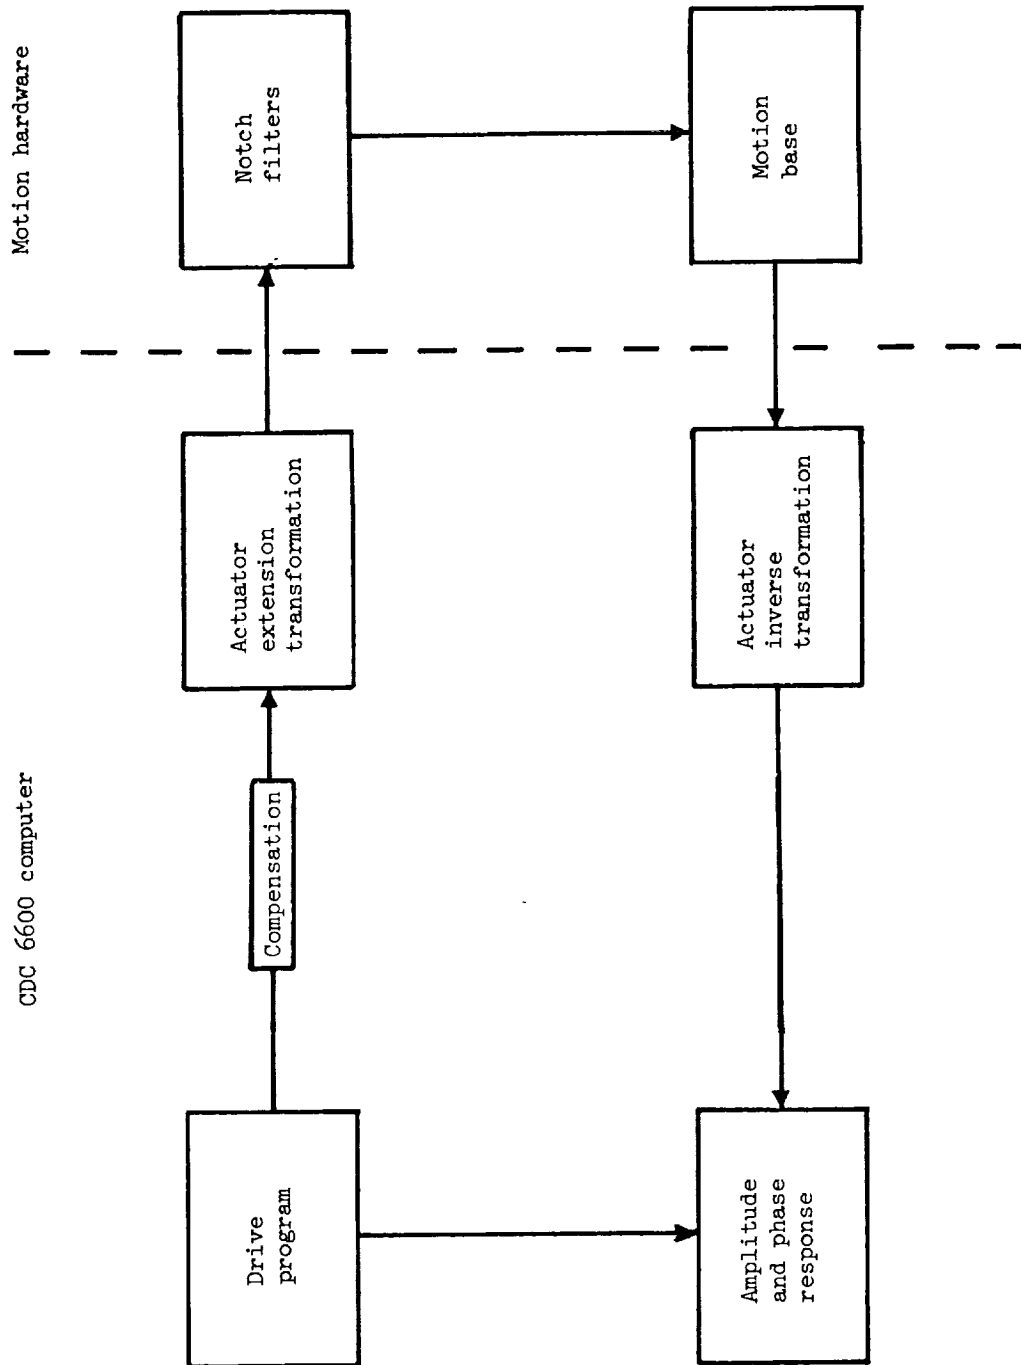 CDC 6600 computer
Motion hardware
Drive
program
Compensation
Actuator
extension
transformation
Notch
filters
Amplitude
and phase
response
Actuator
inverse
transformation
Motion
base